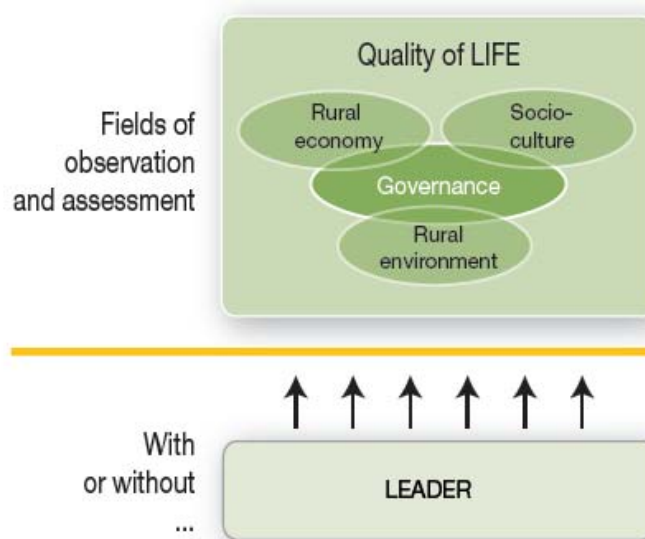 Quality of LIFE
Rural
economy
Socio-
culture
Fields of
observation
and assessment
Governance
Rural
environment
With
or without
...
LEADER